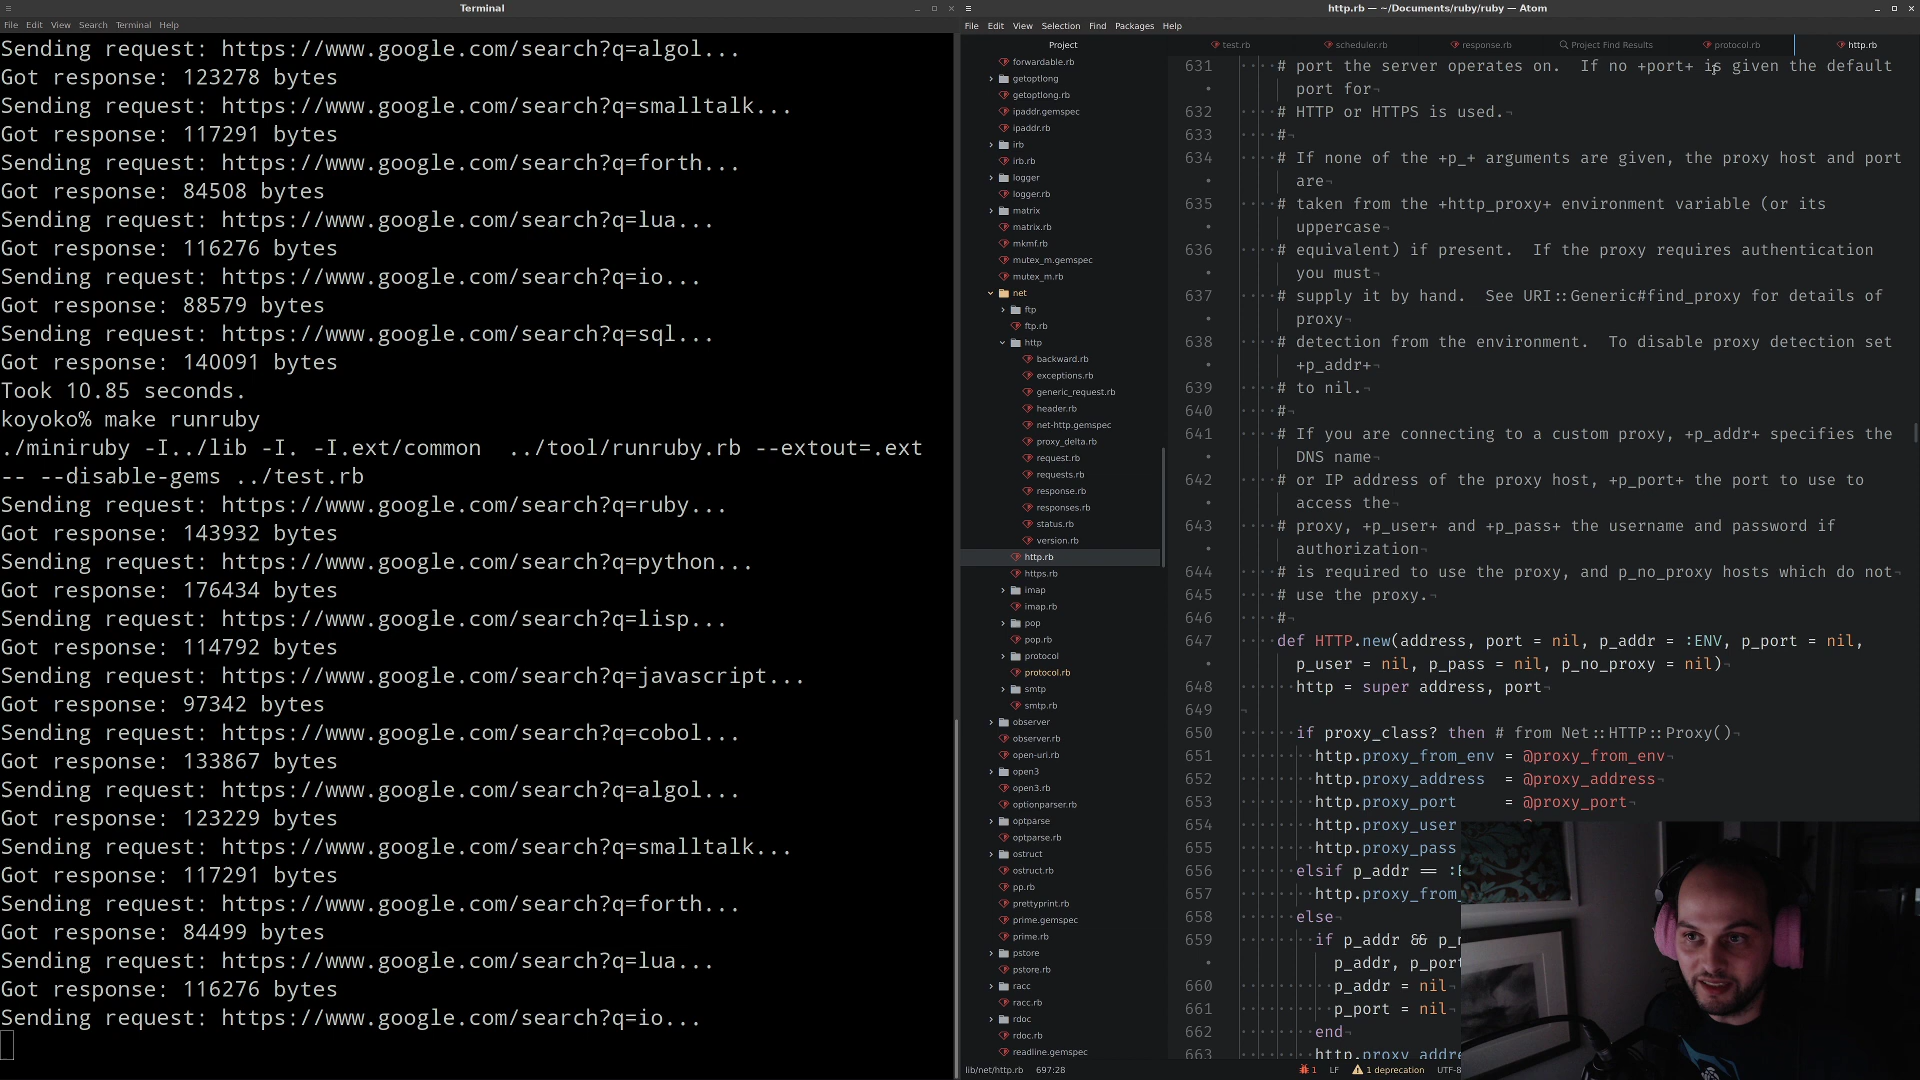 Terminal
File Edit View Search Terminal Help
Sending request: https://www.google.com/search?q=algol...
Got response: 123278 bytes
Sending request: https://www.google.com/search?q=smalltalk...
Got response: 117291 bytes
Sending request: https://www.google.com/search?q=forth...
Got response: 84508 bytes
Sending request: https://www.google.com/search?q=lua...
Got response: 116276 bytes
Sending request: https://www.google.com/search?q=io...
Got response: 88579 bytes
Sending request: https://www.google.com/search?q=sql...
Got response: 140091 bytes
Took 10.85 seconds.
koyoko% make runruby
./miniruby -I../lib -I. -I.ext/common  ../tool/runruby.rb --extout=.ext
-- --disable-gems ../test.rb
Sending request: https://www.google.com/search?q=ruby...
Got response: 143932 bytes
Sending request: https://www.google.com/search?q=python...
Got response: 176434 bytes
Sending request: https://www.google.com/search?q=lisp...
Got response: 114792 bytes
Sending request: https://www.google.com/search?q=javascript...
Got response: 97342 bytes
Sending request: https://www.google.com/search?q=cobol...
Got response: 133867 bytes
Sending request: https://www.google.com/search?q=algol...
Got response: 123229 bytes
Sending request: https://www.google.com/search?q=smalltalk...
Got response: 117291 bytes
Sending request: https://www.google.com/search?q=forth...
Got response: 84499 bytes
Sending request: https://www.google.com/search?q=lua...
Got response: 116276 bytes
Sending request: https://www.google.com/search?q=io...
http.rb — ~/Documents/ruby/ruby — Atom
File Edit View Selection Find Packages Help
Project
forwardable.rb
getoptlong
getoptlong.rb
ipaddr.gemspec
ipaddr.rb
irb
irb.rb
logger
logger.rb
matrix
matrix.rb
mkmf.rb
mutex_m.gemspec
mutex_m.rb
net
ftp
ftp.rb
http
backward.rb
exceptions.rb
generic_request.rb
header.rb
net-http.gemspec
proxy_delta.rb
request.rb
requests.rb
response.rb
responses.rb
status.rb
version.rb
http.rb
https.rb
imap
imap.rb
pop
pop.rb
protocol
protocol.rb
smtp
smtp.rb
observer
observer.rb
open-uri.rb
open3
open3.rb
optionparser.rb
optparse
optparse.rb
ostruct
ostruct.rb
pp.rb
prettyprint.rb
prime.gemspec
prime.rb
pstore
pstore.rb
racc
racc.rb
rdoc
rdoc.rb
readline.gemspec
test.rb scheduler.rb response.rb Project Find Results protocol.rb http.rb
631 # port the server operates on.  If no +port+ is given the default
port for
632 # HTTP or HTTPS is used.
633 #
634 # If none of the +p_+ arguments are given, the proxy host and port
are
635 # taken from the +http_proxy+ environment variable (or its
uppercase
636 # equivalent) if present.  If the proxy requires authentication
you must
637 # supply it by hand.  See URI::Generic#find_proxy for details of
proxy
638 # detection from the environment.  To disable proxy detection set
+p_addr+
639 # to nil.
640 #
641 # If you are connecting to a custom proxy, +p_addr+ specifies the
DNS name
642 # or IP address of the proxy host, +p_port+ the port to use to
access the
643 # proxy, +p_user+ and +p_pass+ the username and password if
authorization
644 # is required to use the proxy, and p_no_proxy hosts which do not
645 # use the proxy.
646 #
647 def HTTP.new(address, port = nil, p_addr = :ENV, p_port = nil,
p_user = nil, p_pass = nil, p_no_proxy = nil)
648 http = super address, port
649
650 if proxy_class? then # from Net::HTTP::Proxy()
651 http.proxy_from_env = @proxy_from_env
652 http.proxy_address  = @proxy_address
653 http.proxy_port     = @proxy_port
654 http.proxy_user
655 http.proxy_pass
656 elsif p_addr == :E
657 http.proxy_from_
658 else
659 if p_addr && p_n
p_addr, p_port
660 p_addr = nil
661 p_port = nil
662 end
663 http.proxy_addre
lib/net/http.rb 697:28 1 LF 1 deprecation UTF-8